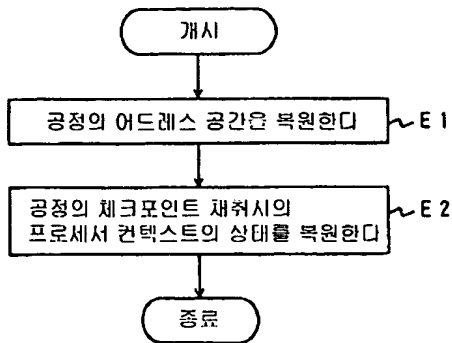 개시
공정의 어드레스 공간을 복원한다
E1
공정의 체크포인트 채취시의
프로세서 컨텍스트의 상태를 복원한다
E2
종료